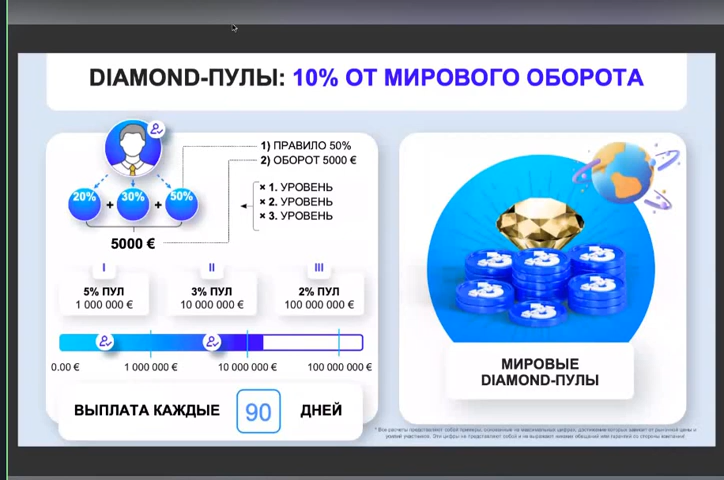 DIAMOND-ПУЛЫ: 10% ОТ МИРОВОГО ОБОРОТА
1) ПРАВИЛО 50%
2) ОБОРОТ 5000 €
20% + 30% + 50%
× 1. УРОВЕНЬ
× 2. УРОВЕНЬ
× 3. УРОВЕНЬ
5000 €
I
5% ПУЛ
1 000 000 €
II
3% ПУЛ
10 000 000 €
III
2% ПУЛ
100 000 000 €
0.00 €
1 000 000 €
10 000 000 €
100 000 000 €
ВЫПЛАТА КАЖДЫЕ 90 ДНЕЙ
МИРОВЫЕ
DIAMOND-ПУЛЫ